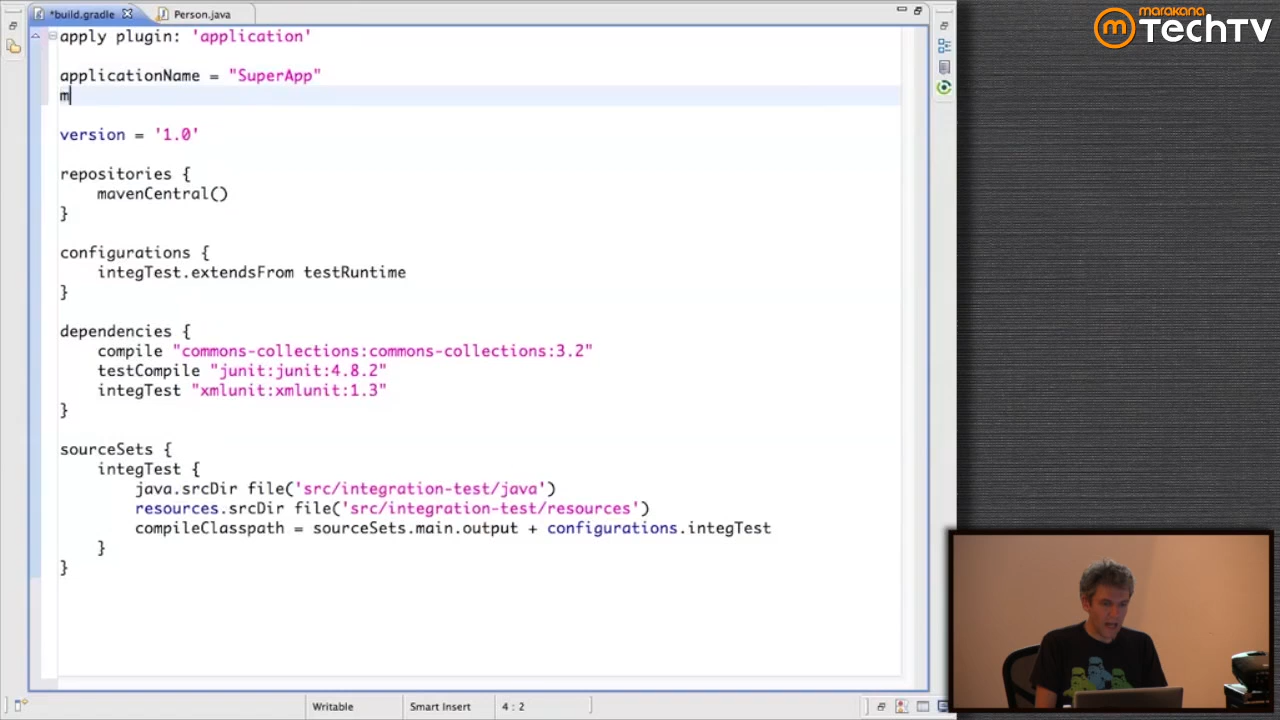 *build.gradle
Person.java
marakana
m TechTV
apply plugin: 'application'
applicationName = "SuperApp"
m
version = '1.0'
repositories {
mavenCentral()
}
configurations {
integTest.extendsFrom testRuntime
}
dependencies {
compile "commons-collections:commons-collections:3.2"
testCompile "junit:junit:4.8.2"
integTest "xmlunit:xmlunit:1.3"
}
sourceSets {
integTest {
java.srcDir file('src/integration-test/java')
resources.srcDir file('src/integration-test/resources')
compileClasspath = sourceSets.main.output + configurations.integTest
}
}
Writable
Smart Insert
4 : 2